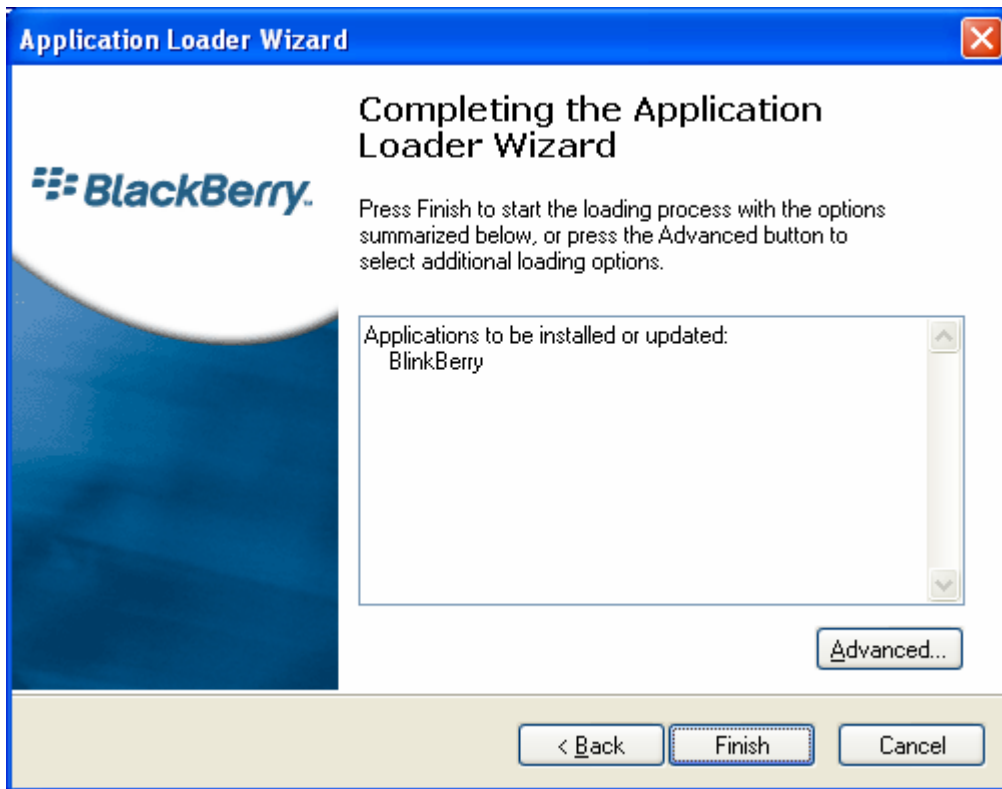 Application Loader Wizard
Completing the Application
Loader Wizard
BlackBerry.
Press Finish to start the loading process with the options
summarized below, or press the Advanced button to
select additional loading options.
Applications to be installed or updated:
BlinkBerry
Advanced...
< Back
Finish
Cancel